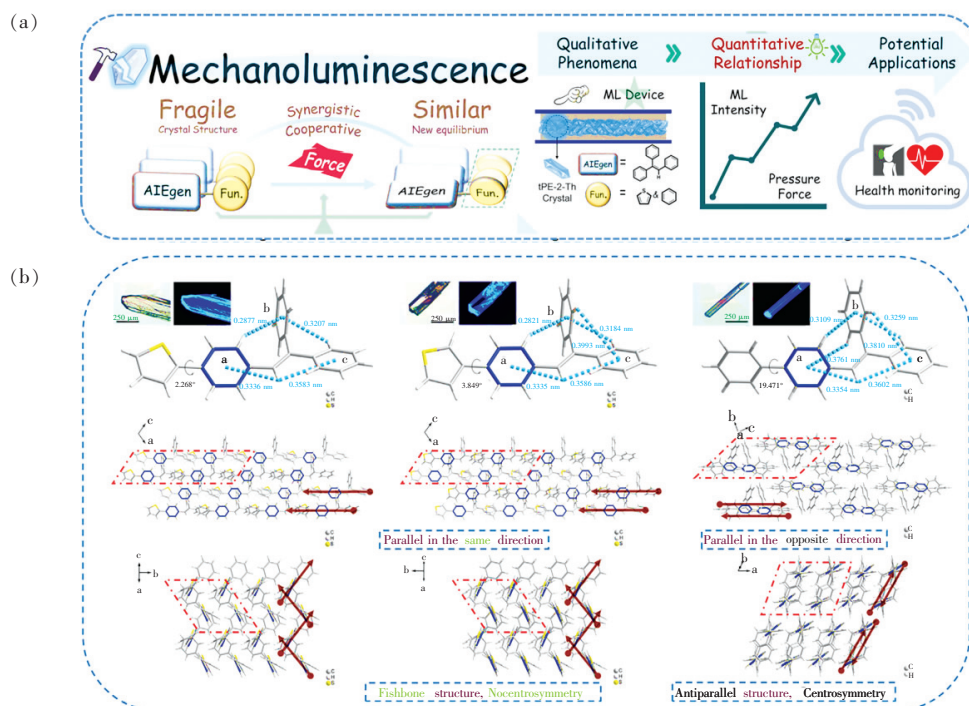 (a)
Mechanoluminescence
Fragile
Crystal Structure
Synergistic
Cooperative
Force
Similar
New equilibrium
AIEgen
Fun.
AIEgen
Fun.
Qualitative
Phenomena
Quantitative
Relationship
Potential
Applications
ML Device
tPE-2-Th
Crystal
AIEgen
=
H
Fun.
=
&
ML
Intensity
Pressure
Force
Health monitoring
(b)
250 μm
0.2877 nm
b
0.3207 nm
a
c
2.268°
0.3336 nm
0.3583 nm
C
H
S
250 μm
0.2821 nm
b
0.3184 nm
0.3993 nm
a
c
3.849°
0.3335 nm
0.3586 nm
C
H
S
250 μm
0.3109 nm
b
0.3259 nm
0.3810 nm
a
0.3761 nm
c
19.471°
0.3354 nm
0.3602 nm
C
H
c
a
C
H
S
c
a
C
H
S
b
a
c
C
H
Parallel in the same direction
Parallel in the opposite direction
c
b
a
C
H
S
c
b
a
C
H
S
b
a
C
H
Fishbone structure, Nocentrosymmetry
Antiparallel structure, Centrosymmetry